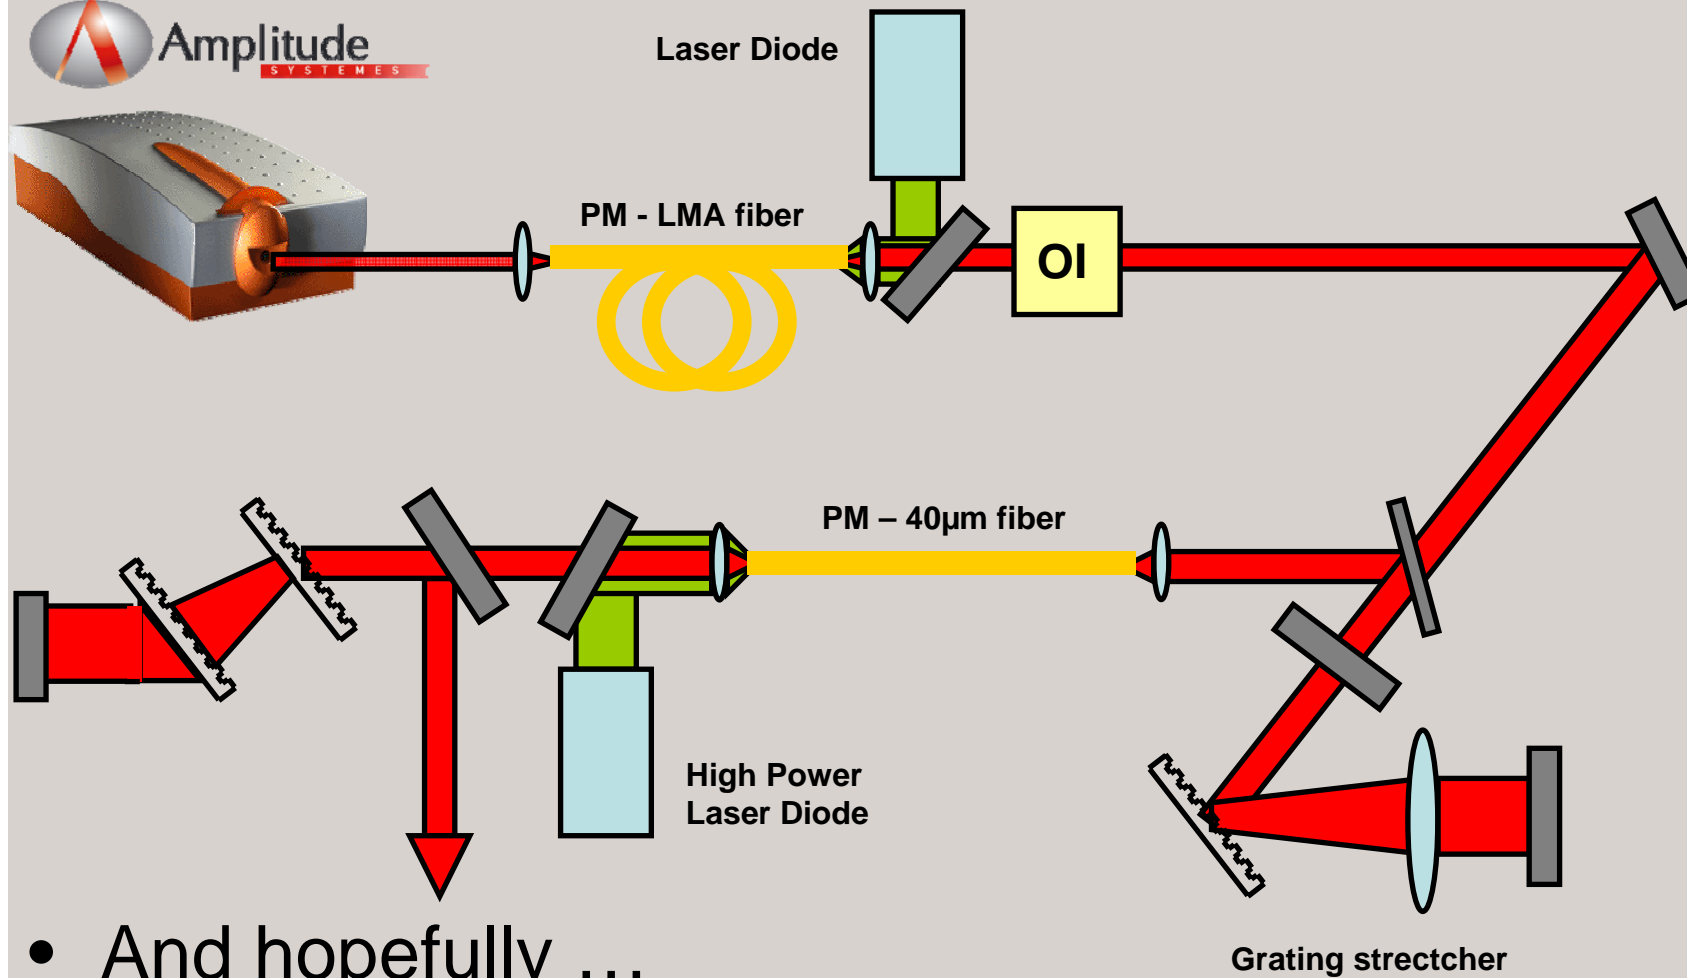 Amplitude
SYSTEMES
Laser Diode
PM - LMA fiber
OI
PM – 40µm fiber
High Power
Laser Diode
Grating strectcher
• And hopefully …